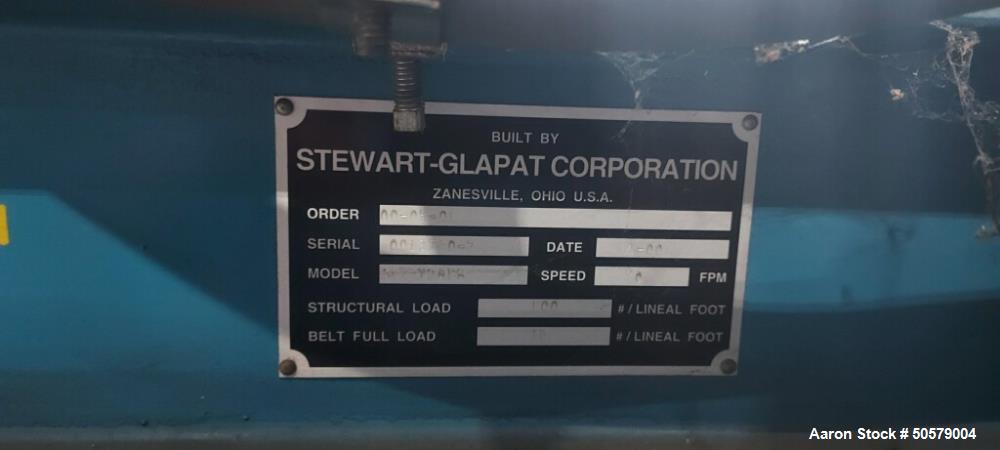 BUILT BY
STEWART-GLAPAT CORPORATION
ZANESVILLE, OHIO U.S.A.
ORDER
SERIAL DATE
MODEL SPEED FPM
STRUCTURAL LOAD 100 #/LINEAL FOOT
BELT FULL LOAD #/LINEAL FOOT
Aaron Stock # 50579004